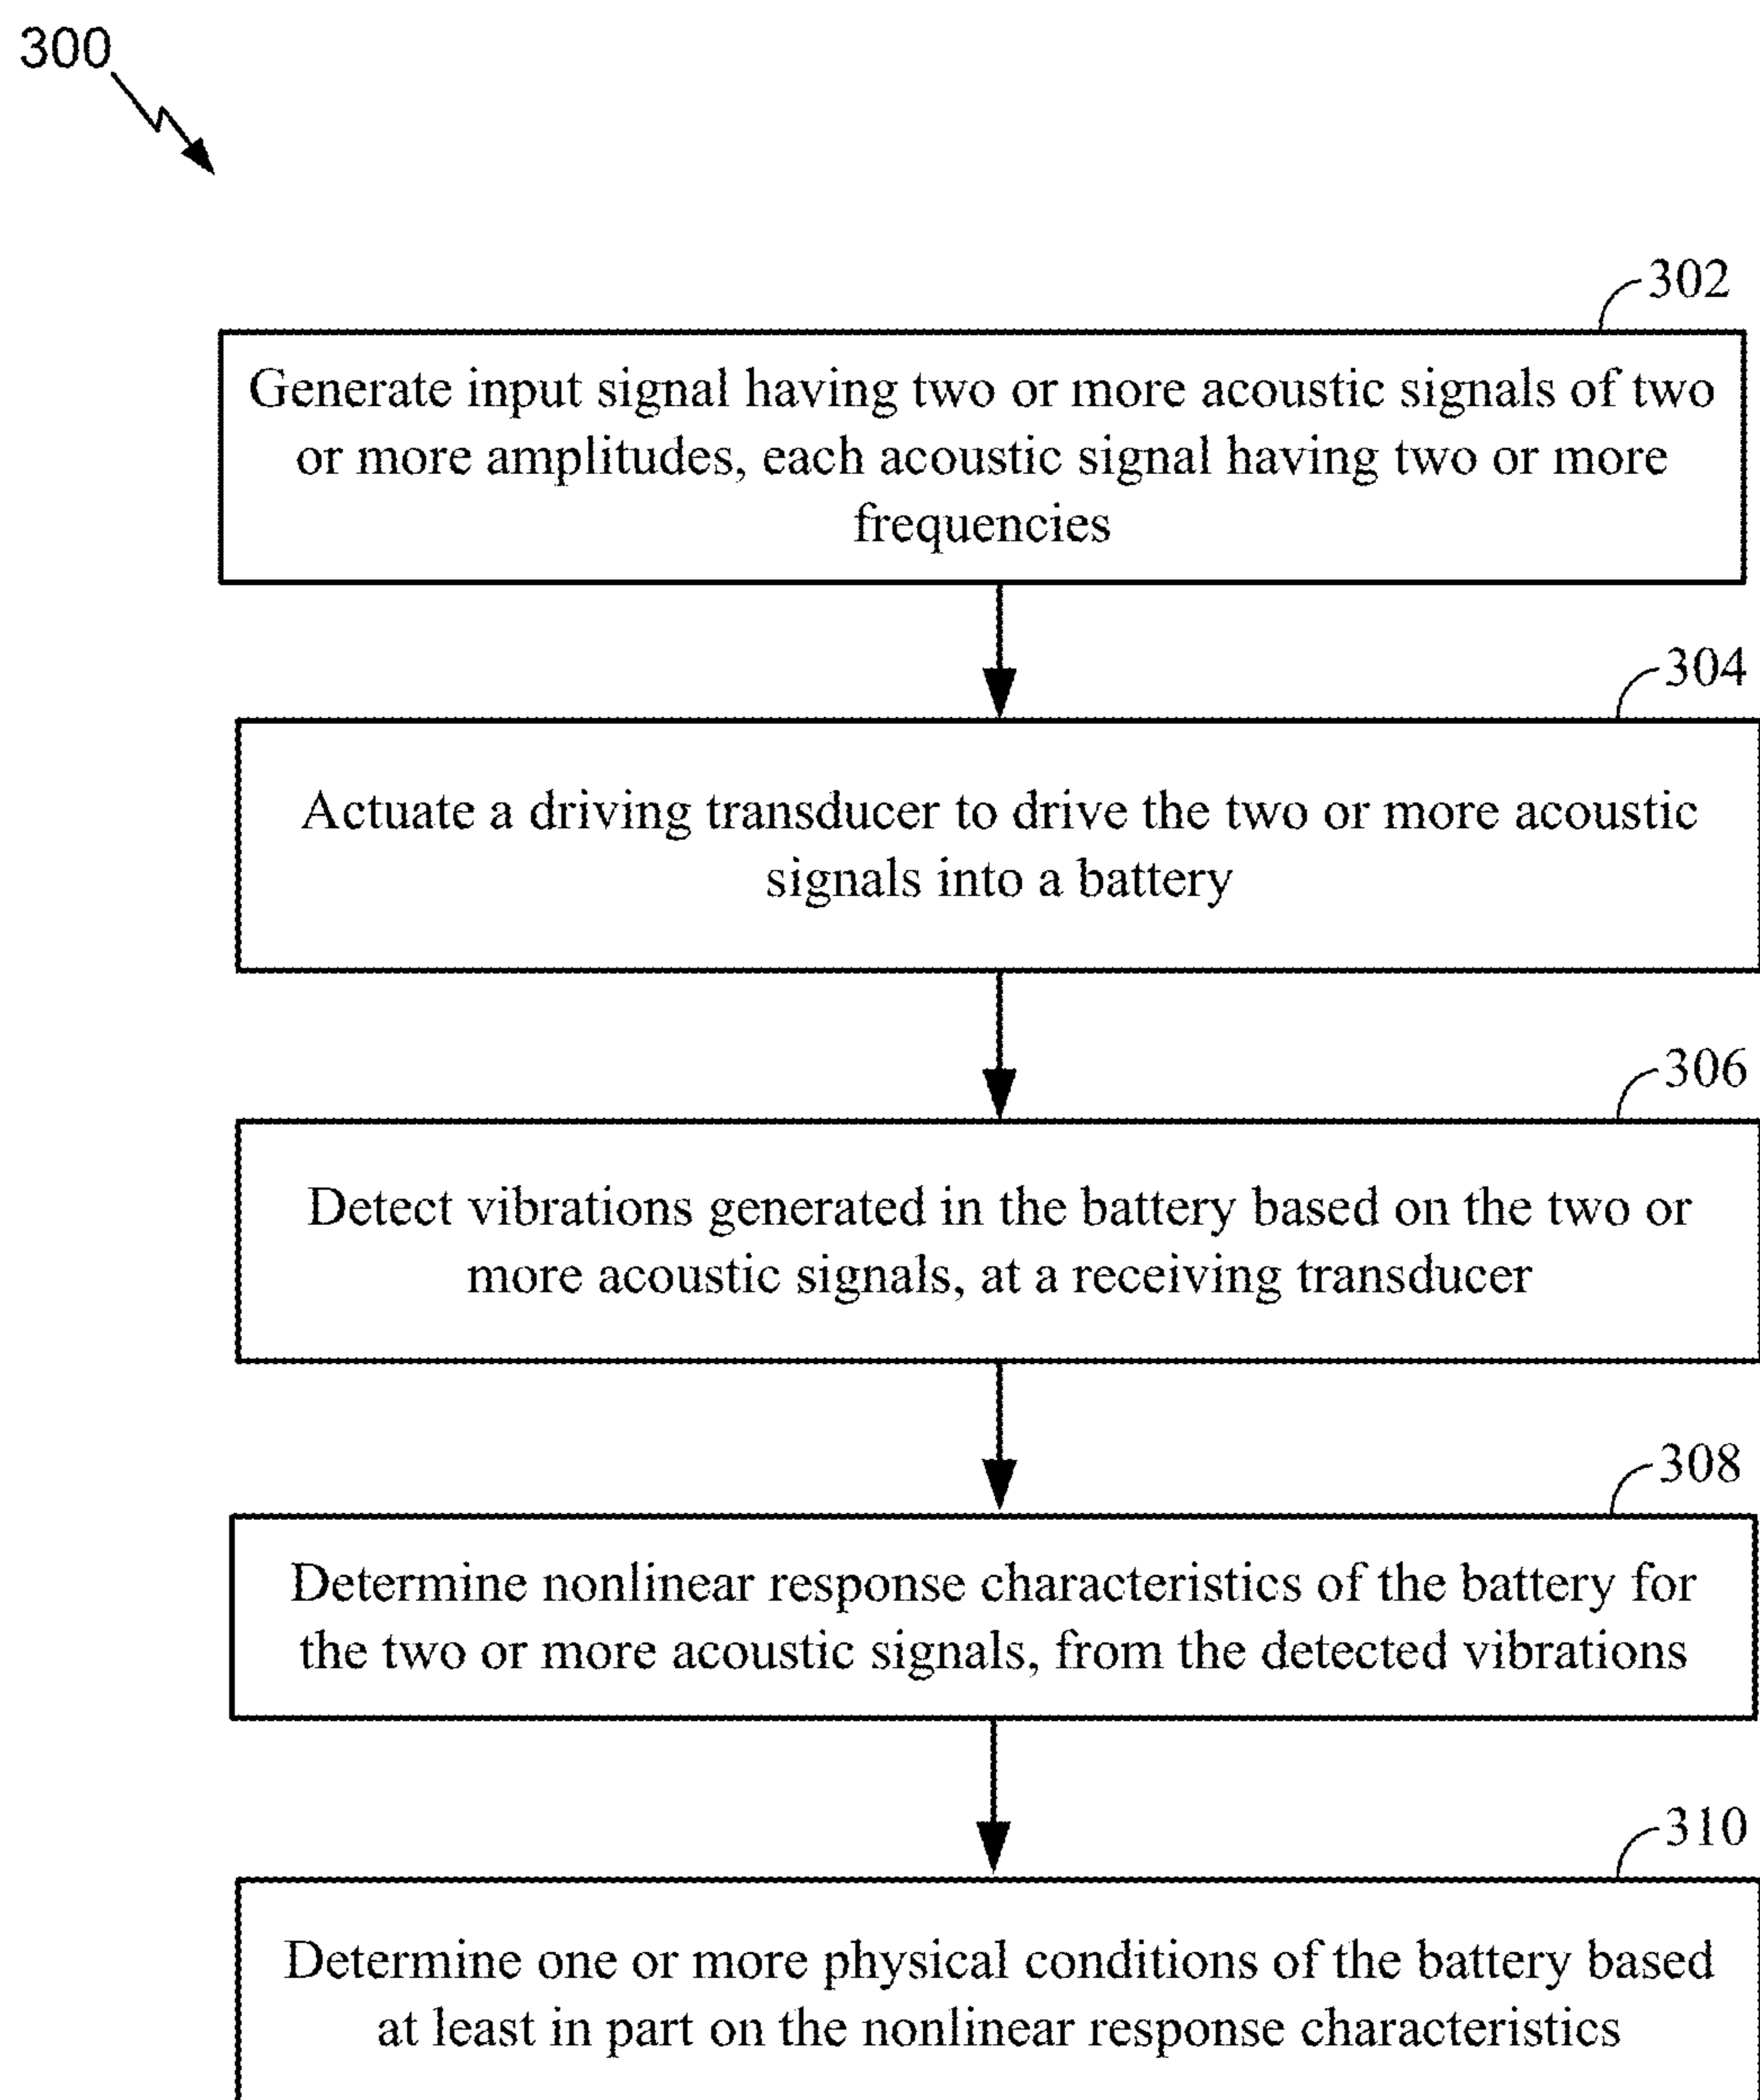 300
302
Generate input signal having two or more acoustic signals of two
or more amplitudes, each acoustic signal having two or more
frequencies
304
Actuate a driving transducer to drive the two or more acoustic
signals into a battery
306
Detect vibrations generated in the battery based on the two or
more acoustic signals, at a receiving transducer
308
Determine nonlinear response characteristics of the battery for
the two or more acoustic signals, from the detected vibrations
310
Determine one or more physical conditions of the battery based
at least in part on the nonlinear response characteristics